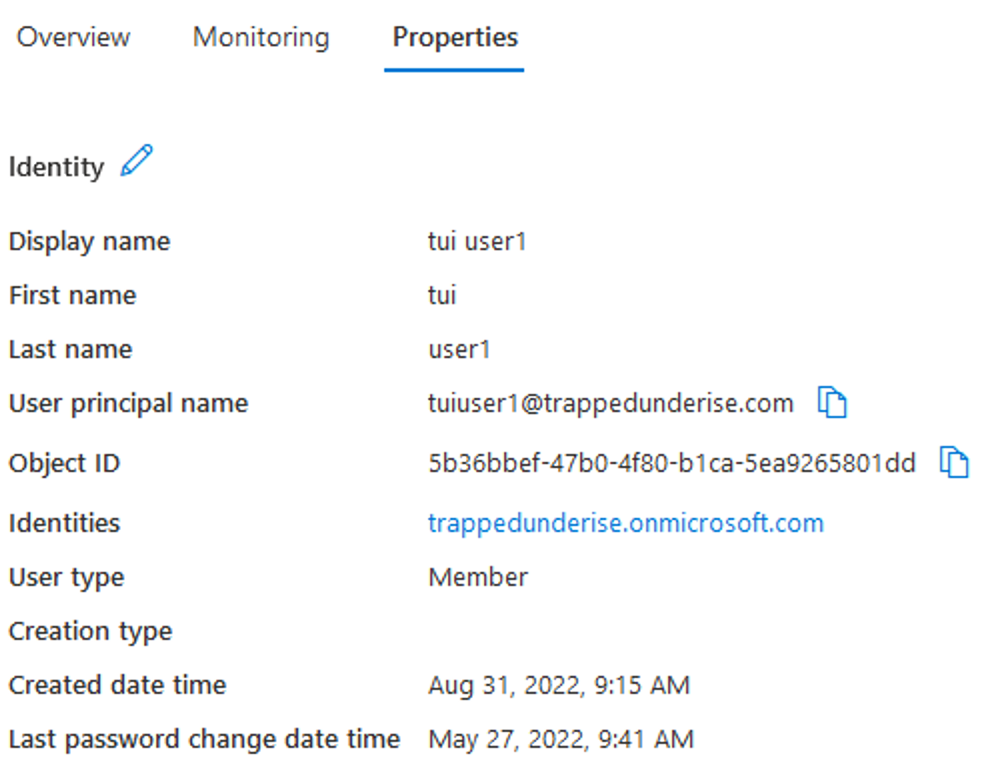 Overview Monitoring Properties
Identity
Display name tui user1
First name tui
Last name user1
User principal name tuiuser1@trappedunderise.com
Object ID 5b36bbef-47b0-4f80-b1ca-5ea9265801dd
Identities trappedunderise.onmicrosoft.com
User type Member
Creation type
Created date time Aug 31, 2022, 9:15 AM
Last password change date time May 27, 2022, 9:41 AM